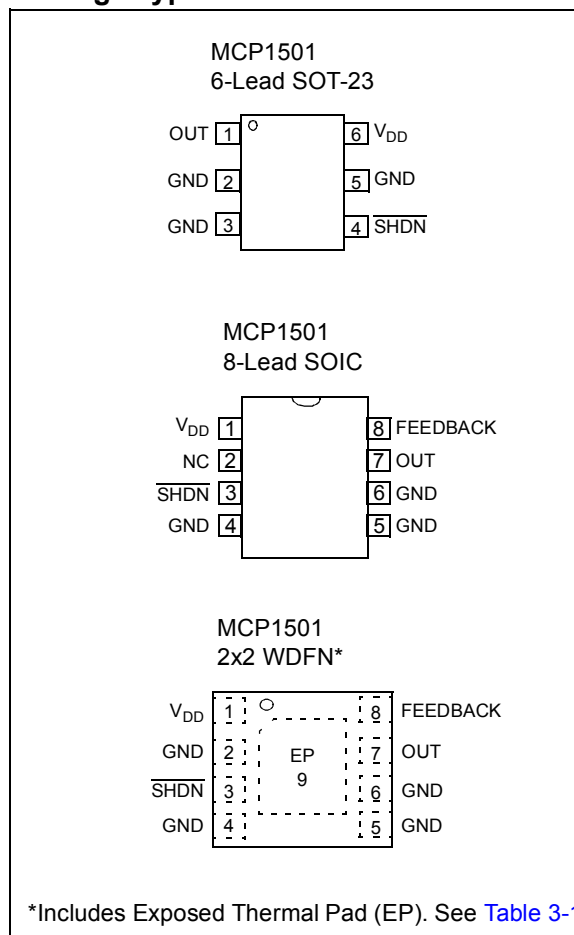 MCP1501
6-Lead SOT-23
OUT 1 6 VDD
GND 2 5 GND
GND 3 4 SHDN
MCP1501
8-Lead SOIC
VDD 1 8 FEEDBACK
NC 2 7 OUT
SHDN 3 6 GND
GND 4 5 GND
MCP1501
2x2 WDFN*
VDD 1 8 FEEDBACK
GND 2 EP 7 OUT
SHDN 3 9 6 GND
GND 4 5 GND
*Includes Exposed Thermal Pad (EP). See Table 3-1